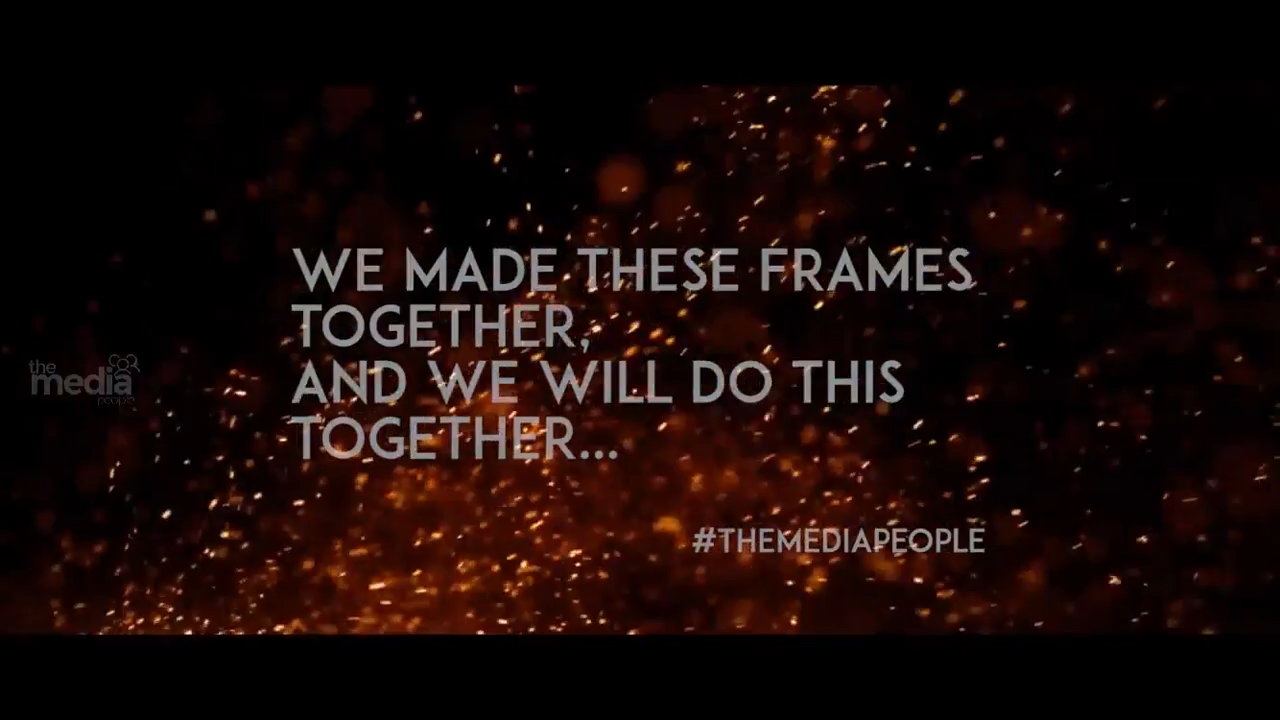 WE MADE THESE FRAMES
TOGETHER,
AND WE WILL DO THIS
TOGETHER...
the
media
people
#THEMEDIAPEOPLE